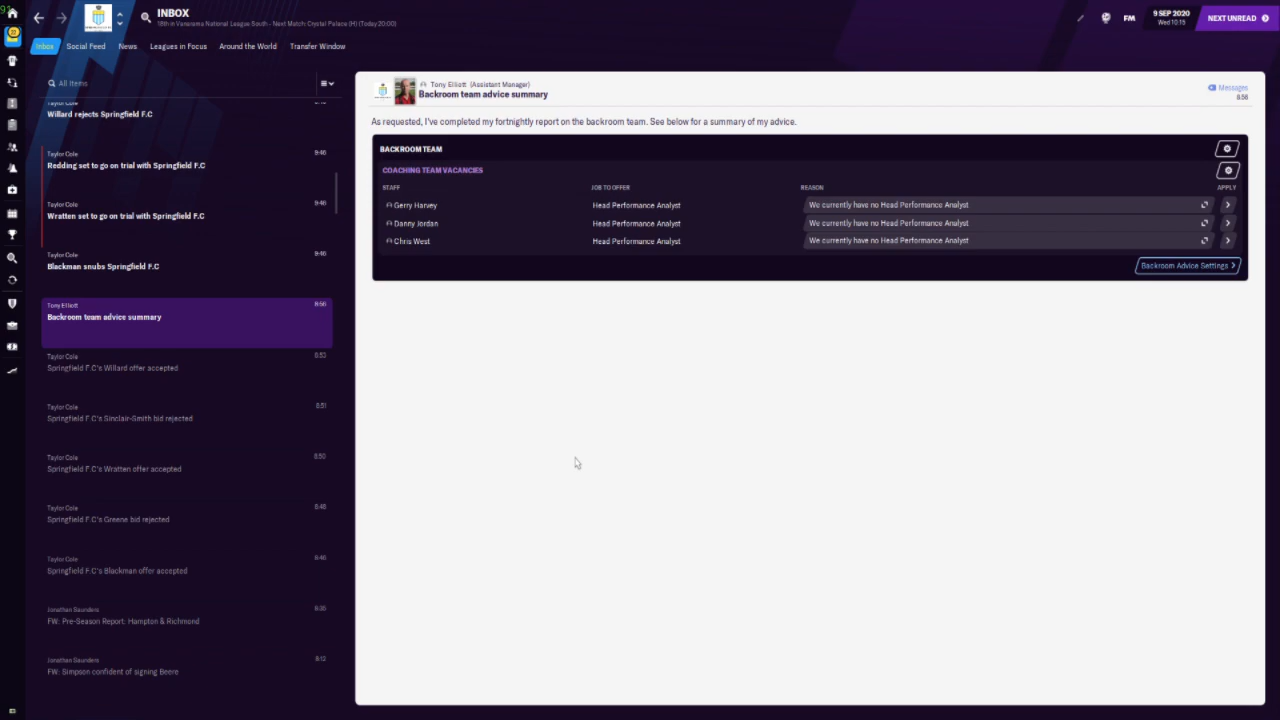 INBOX
18th in Vanarama National League South - Next Match: Crystal Palace (H) (Today 20:00)
FM
9 SEP 2020
Wed 10:15
NEXT UNREAD
Inbox
Social Feed
News
Leagues in Focus
Around the World
Transfer Window
All Items
Taylor Cole
Willard rejects Springfield F.C
Taylor Cole
9:46
Redding set to go on trial with Springfield F.C
Taylor Cole
9:46
Wratten set to go on trial with Springfield F.C
Taylor Cole
9:46
Blackman snubs Springfield F.C
Tony Elliott
8:56
Backroom team advice summary
Taylor Cole
8:53
Springfield F.C's Willard offer accepted
Taylor Cole
8:51
Springfield F.C's Sinclair-Smith bid rejected
Taylor Cole
8:50
Springfield F.C's Wratten offer accepted
Taylor Cole
8:48
Springfield F.C's Greene bid rejected
Taylor Cole
8:46
Springfield F.C's Blackman offer accepted
Jonathan Saunders
FW: Pre-Season Report: Hampton & Richmond
Jonathan Saunders
8:12
FW: Simpson confident of signing Beere
Tony Elliott (Assistant Manager)
Backroom team advice summary
Messages
8:56
As requested, I've completed my fortnightly report on the backroom team. See below for a summary of my advice.
BACKROOM TEAM
COACHING TEAM VACANCIES
STAFF JOB TO OFFER REASON APPLY
Gerry Harvey Head Performance Analyst We currently have no Head Performance Analyst
Danny Jordan Head Performance Analyst We currently have no Head Performance Analyst
Chris West Head Performance Analyst We currently have no Head Performance Analyst
Backroom Advice Settings